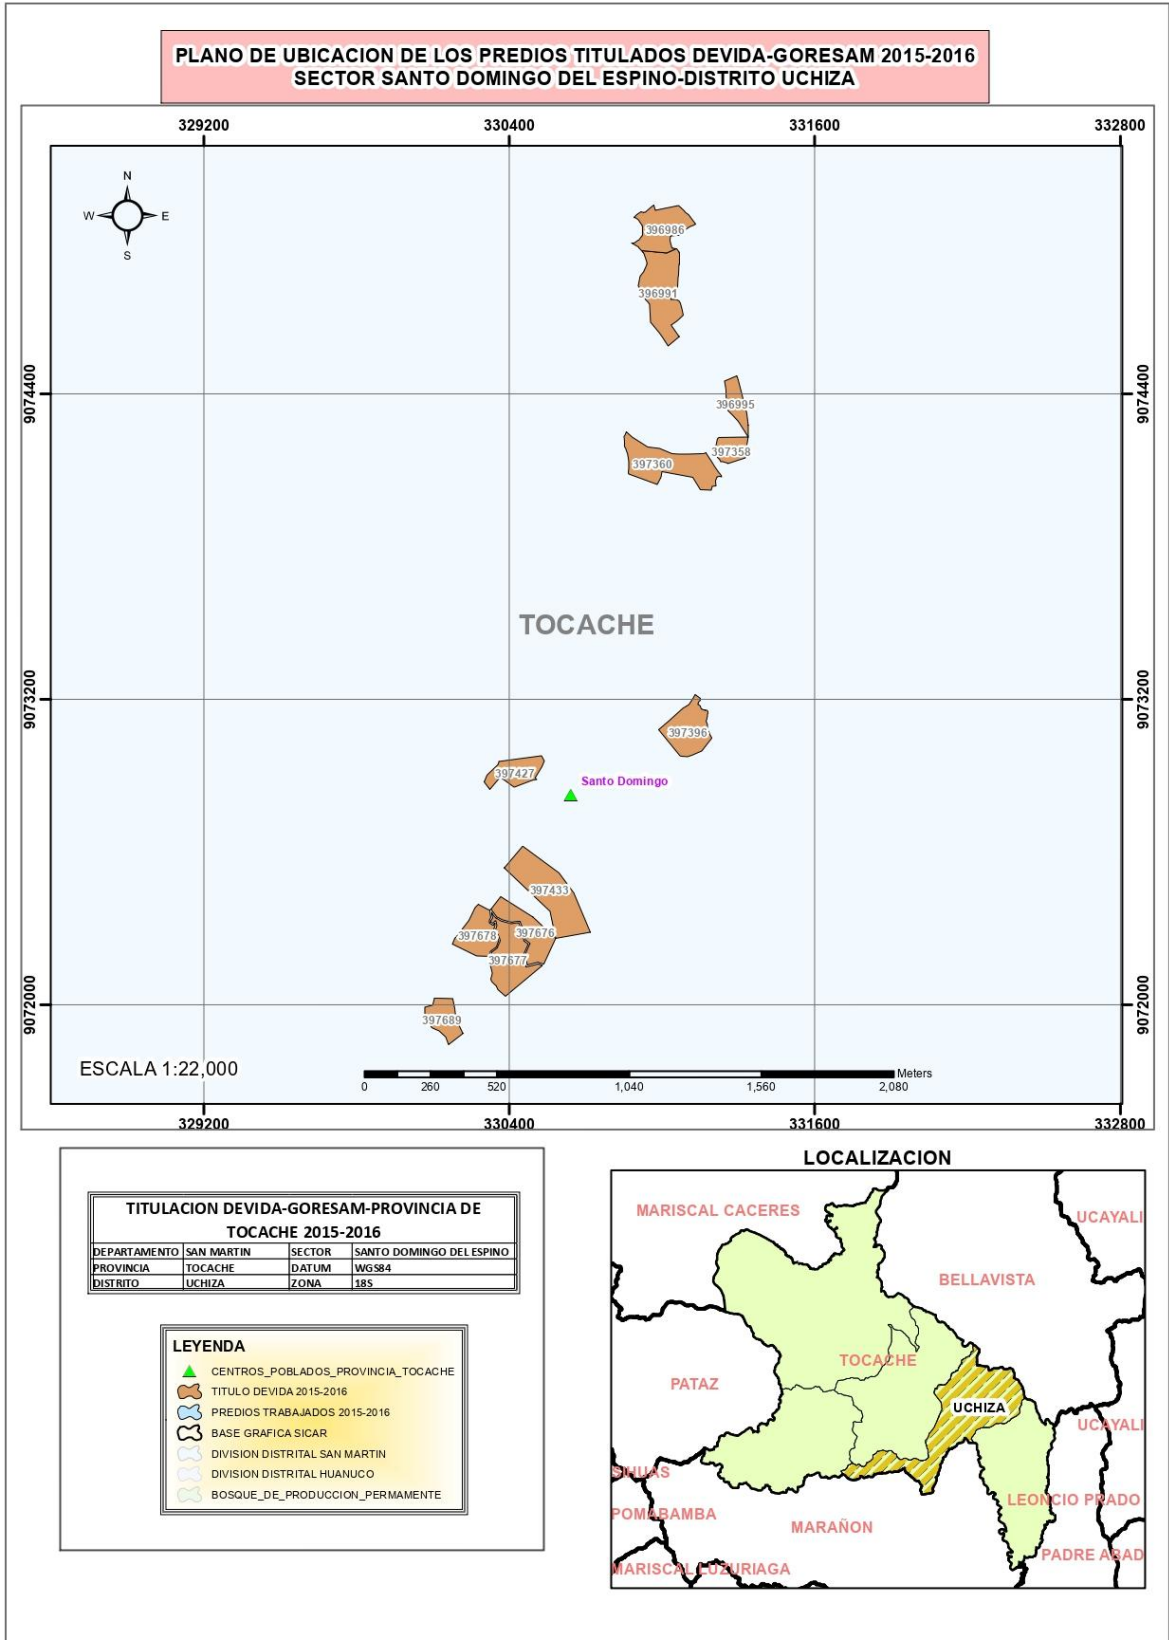 PLANO DE UBICACION DE LOS PREDIOS TITULADOS DEVIDA-GORESAM 2015-2016
SECTOR SANTO DOMINGO DEL ESPINO-DISTRITO UCHIZA
329200 330400 331600 332800
N
W E
S
396986
396991
9074400 9074400
396995
397358
397360
TOCACHE
9073200 9073200
397396
397427
Santo Domingo
397433
397676
397678
397677
9072000 9072000
397689
ESCALA 1:22,000
Meters
0 260 520 1,040 1,560 2,080
329200 330400 331600 332800
TITULACION DEVIDA-GORESAM-PROVINCIA DE
TOCACHE 2015-2016
DEPARTAMENTO SAN MARTIN SECTOR SANTO DOMINGO DEL ESPINO
PROVINCIA TOCACHE DATUM WGS84
DISTRITO UCHIZA ZONA 18S
LEYENDA
CENTROS_POBLADOS_PROVINCIA_TOCACHE
TITULO DEVIDA 2015-2016
PREDIOS TRABAJADOS 2015-2016
BASE GRAFICA SICAR
DIVISION DISTRITAL SAN MARTIN
DIVISION DISTRITAL HUANUCO
BOSQUE_DE_PRODUCCION_PERMAMENTE
LOCALIZACION
MARISCAL CACERES
UCAYALI
BELLAVISTA
TOCACHE
PATAZ
UCHIZA
UCAYALI
SIHUAS
LEONCIO PRADO
POMABAMBA
MARAÑON
PADRE ABAD
MARISCAL LUZURIAGA